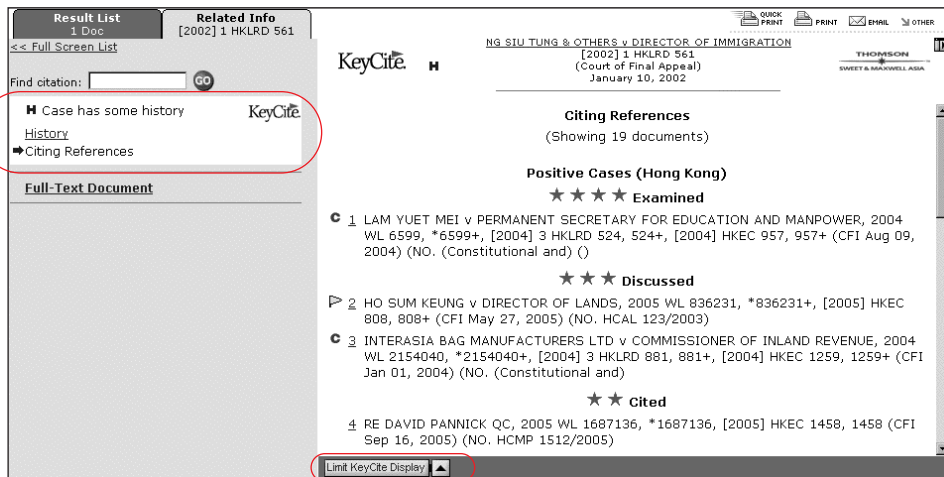 Result List
1 Doc
Related Info
[2002] 1 HKLRD 561
QUICK PRINT
PRINT
EMAIL
OTHER
<< Full Screen List
Find citation:
GO
H Case has some history
KeyCite
History
Citing References
Full-Text Document
KeyCite.
H
NG SIU TUNG & OTHERS v DIRECTOR OF IMMIGRATION
[2002] 1 HKLRD 561
(Court of Final Appeal)
January 10, 2002
THOMSON
SWEET & MAXWELL ASIA
Citing References
(Showing 19 documents)
Positive Cases (Hong Kong)
★ ★ ★ ★ Examined
C 1 LAM YUET MEI v PERMANENT SECRETARY FOR EDUCATION AND MANPOWER, 2004
WL 6599, *6599+, [2004] 3 HKLRD 524, 524+, [2004] HKEC 957, 957+ (CFI Aug 09,
2004) (NO. (Constitutional and) ()
★ ★ ★ Discussed
2 HO SUM KEUNG v DIRECTOR OF LANDS, 2005 WL 836231, *836231+, [2005] HKEC
808, 808+ (CFI May 27, 2005) (NO. HCAL 123/2003)
C 3 INTERASIA BAG MANUFACTURERS LTD v COMMISSIONER OF INLAND REVENUE, 2004
WL 2154040, *2154040+, [2004] 3 HKLRD 881, 881+, [2004] HKEC 1259, 1259+ (CFI
Jan 01, 2004) (NO. (Constitutional and)
★ ★ Cited
4 RE DAVID PANNICK QC, 2005 WL 1687136, *1687136, [2005] HKEC 1458, 1458 (CFI
Sep 16, 2005) (NO. HCMP 1512/2005)
Limit KeyCite Display